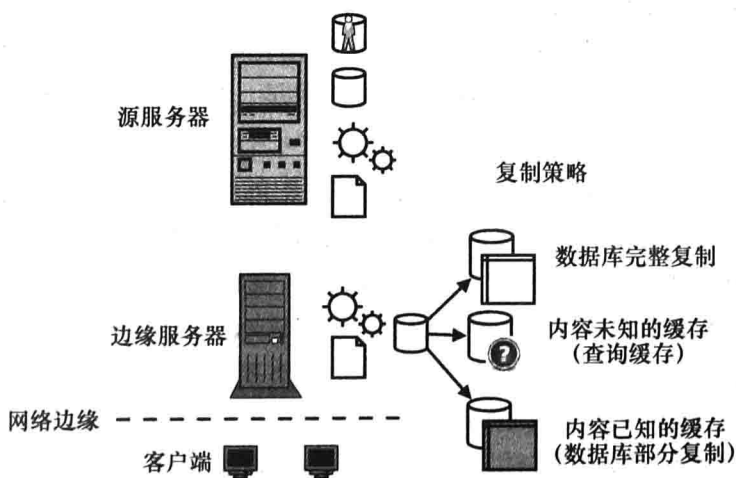 源服务器
复制策略
数据库完整复制
边缘服务器
内容未知的缓存
(查询缓存)
?
网络边缘
内容已知的缓存
(数据库部分复制)
客户端